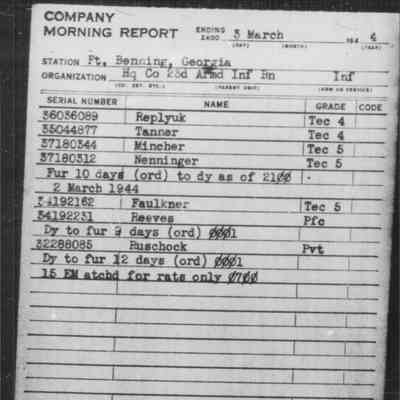 COMPANY
MORNING REPORT
ENDING 2400 3 March 194 4
(DAY) (MONTH) (YEAR)
STATION Ft. Benning, Georgia
ORGANIZATION Hq Co 23d Armd Inf Bn Inf
(CO. DET. ETC.) (PARENT UNIT) (ARM OR SERVICE)
SERIAL NUMBER NAME GRADE CODE
36036089 Replyuk Tec 4
35044877 Tanner Tec 4
37180344 Mincher Tec 5
37180312 Nenninger Tec 5
Fur 10 days (ord) to dy as of 2100
2 March 1944
34192162 Faulkner Tec 5
34192231 Reeves Pfc
Dy to fur 9 days (ord) 0001
32288085 Ruschock Pvt
Dy to fur 12 days (ord) 0001
15 EM atchd for rats only 0700